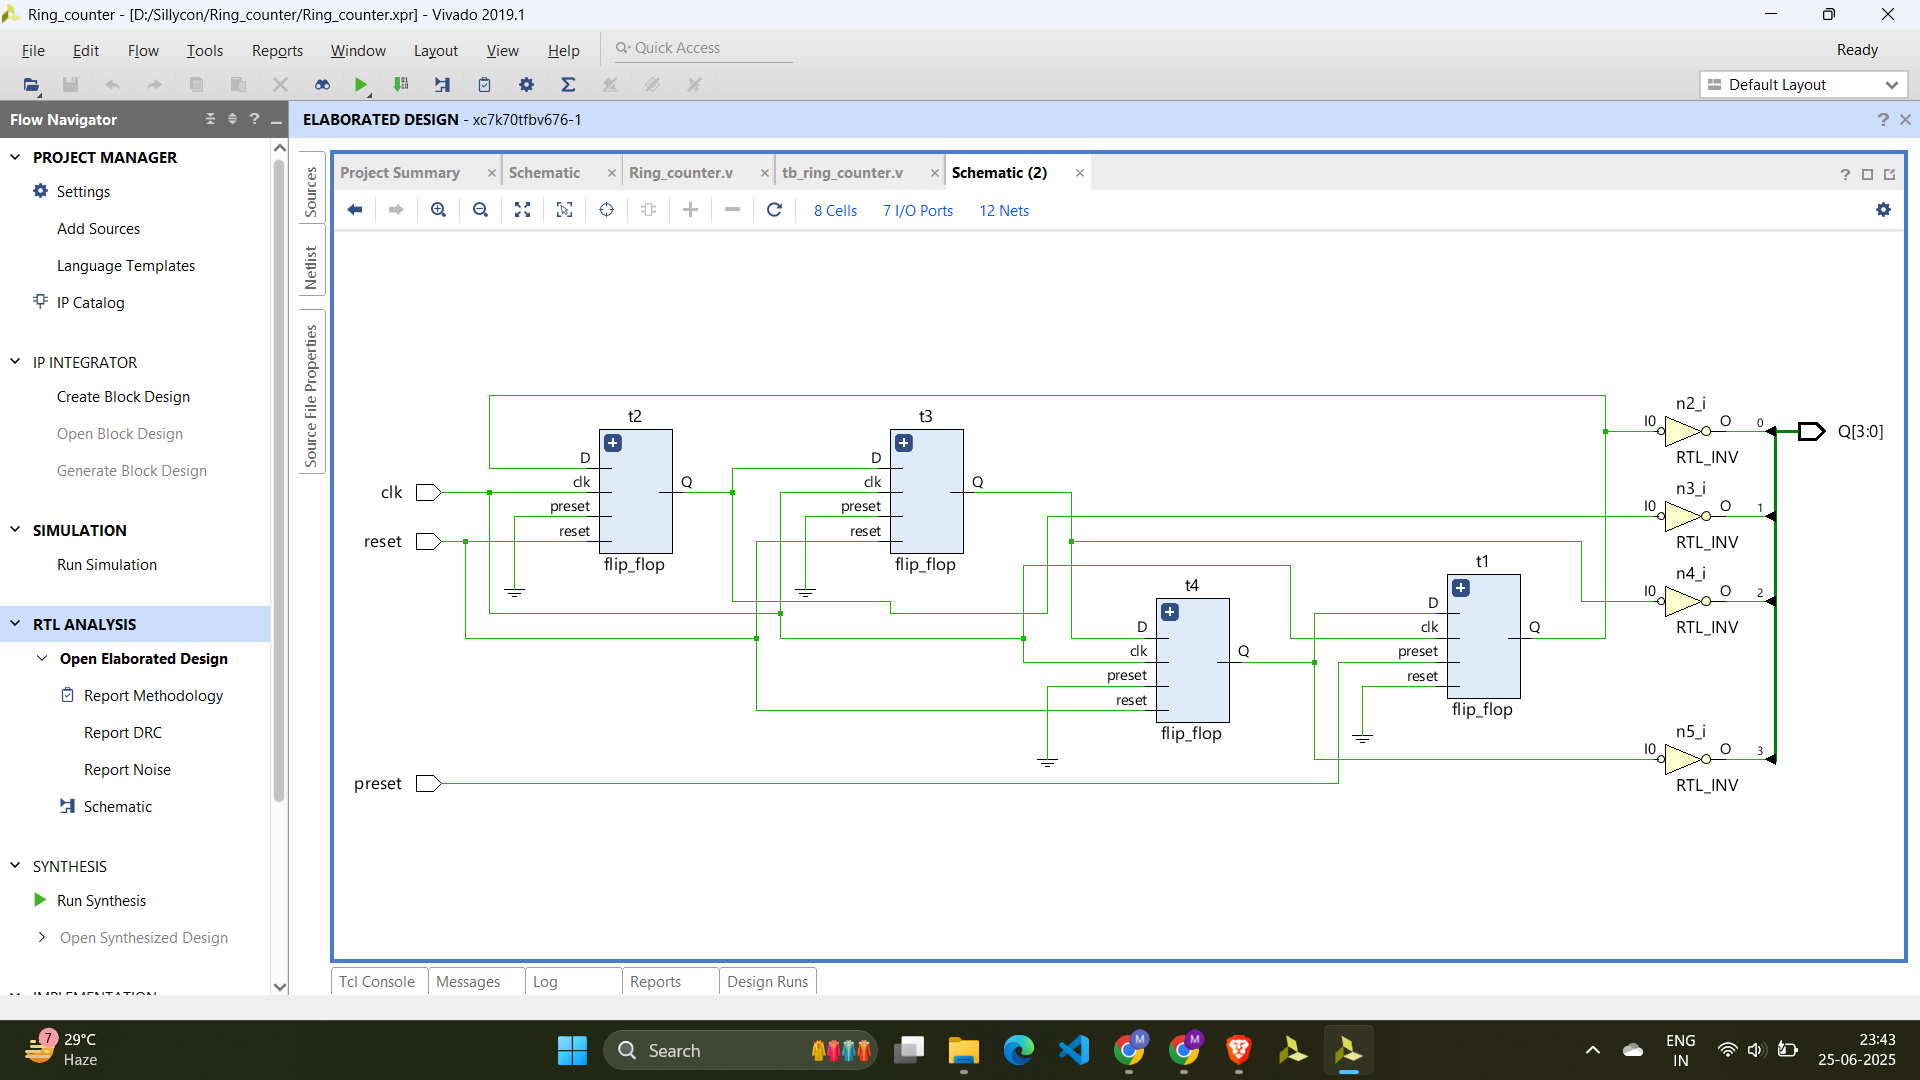 Ring_counter - [D:/Sillycon/Ring_counter/Ring_counter.xpr] - Vivado 2019.1
File Edit Flow Tools Reports Window Layout View Help Quick Access Ready
Default Layout
Flow Navigator
ELABORATED DESIGN - xc7k70tfbv676-1
PROJECT MANAGER
Settings
Add Sources
Language Templates
IP Catalog
IP INTEGRATOR
Create Block Design
Open Block Design
Generate Block Design
SIMULATION
Run Simulation
RTL ANALYSIS
Open Elaborated Design
Report Methodology
Report DRC
Report Noise
Schematic
SYNTHESIS
Run Synthesis
Open Synthesized Design
IMPLEMENTATION
Sources
Netlist
Source File Properties
Project Summary Schematic Ring_counter.v tb_ring_counter.v Schematic (2)
8 Cells 7 I/O Ports 12 Nets
clk
reset
preset
t2
D
clk
preset
reset
Q
flip_flop
t3
D
clk
preset
reset
Q
flip_flop
t4
D
clk
preset
reset
Q
flip_flop
t1
D
clk
preset
reset
Q
flip_flop
n2_i
I0 O 0
RTL_INV
Q[3:0]
n3_i
I0 O 1
RTL_INV
n4_i
I0 O 2
RTL_INV
n5_i
I0 O 3
RTL_INV
Tcl Console Messages Log Reports Design Runs
7
29°C
Haze
Search
M
M
ENG
IN
23:43
25-06-2025